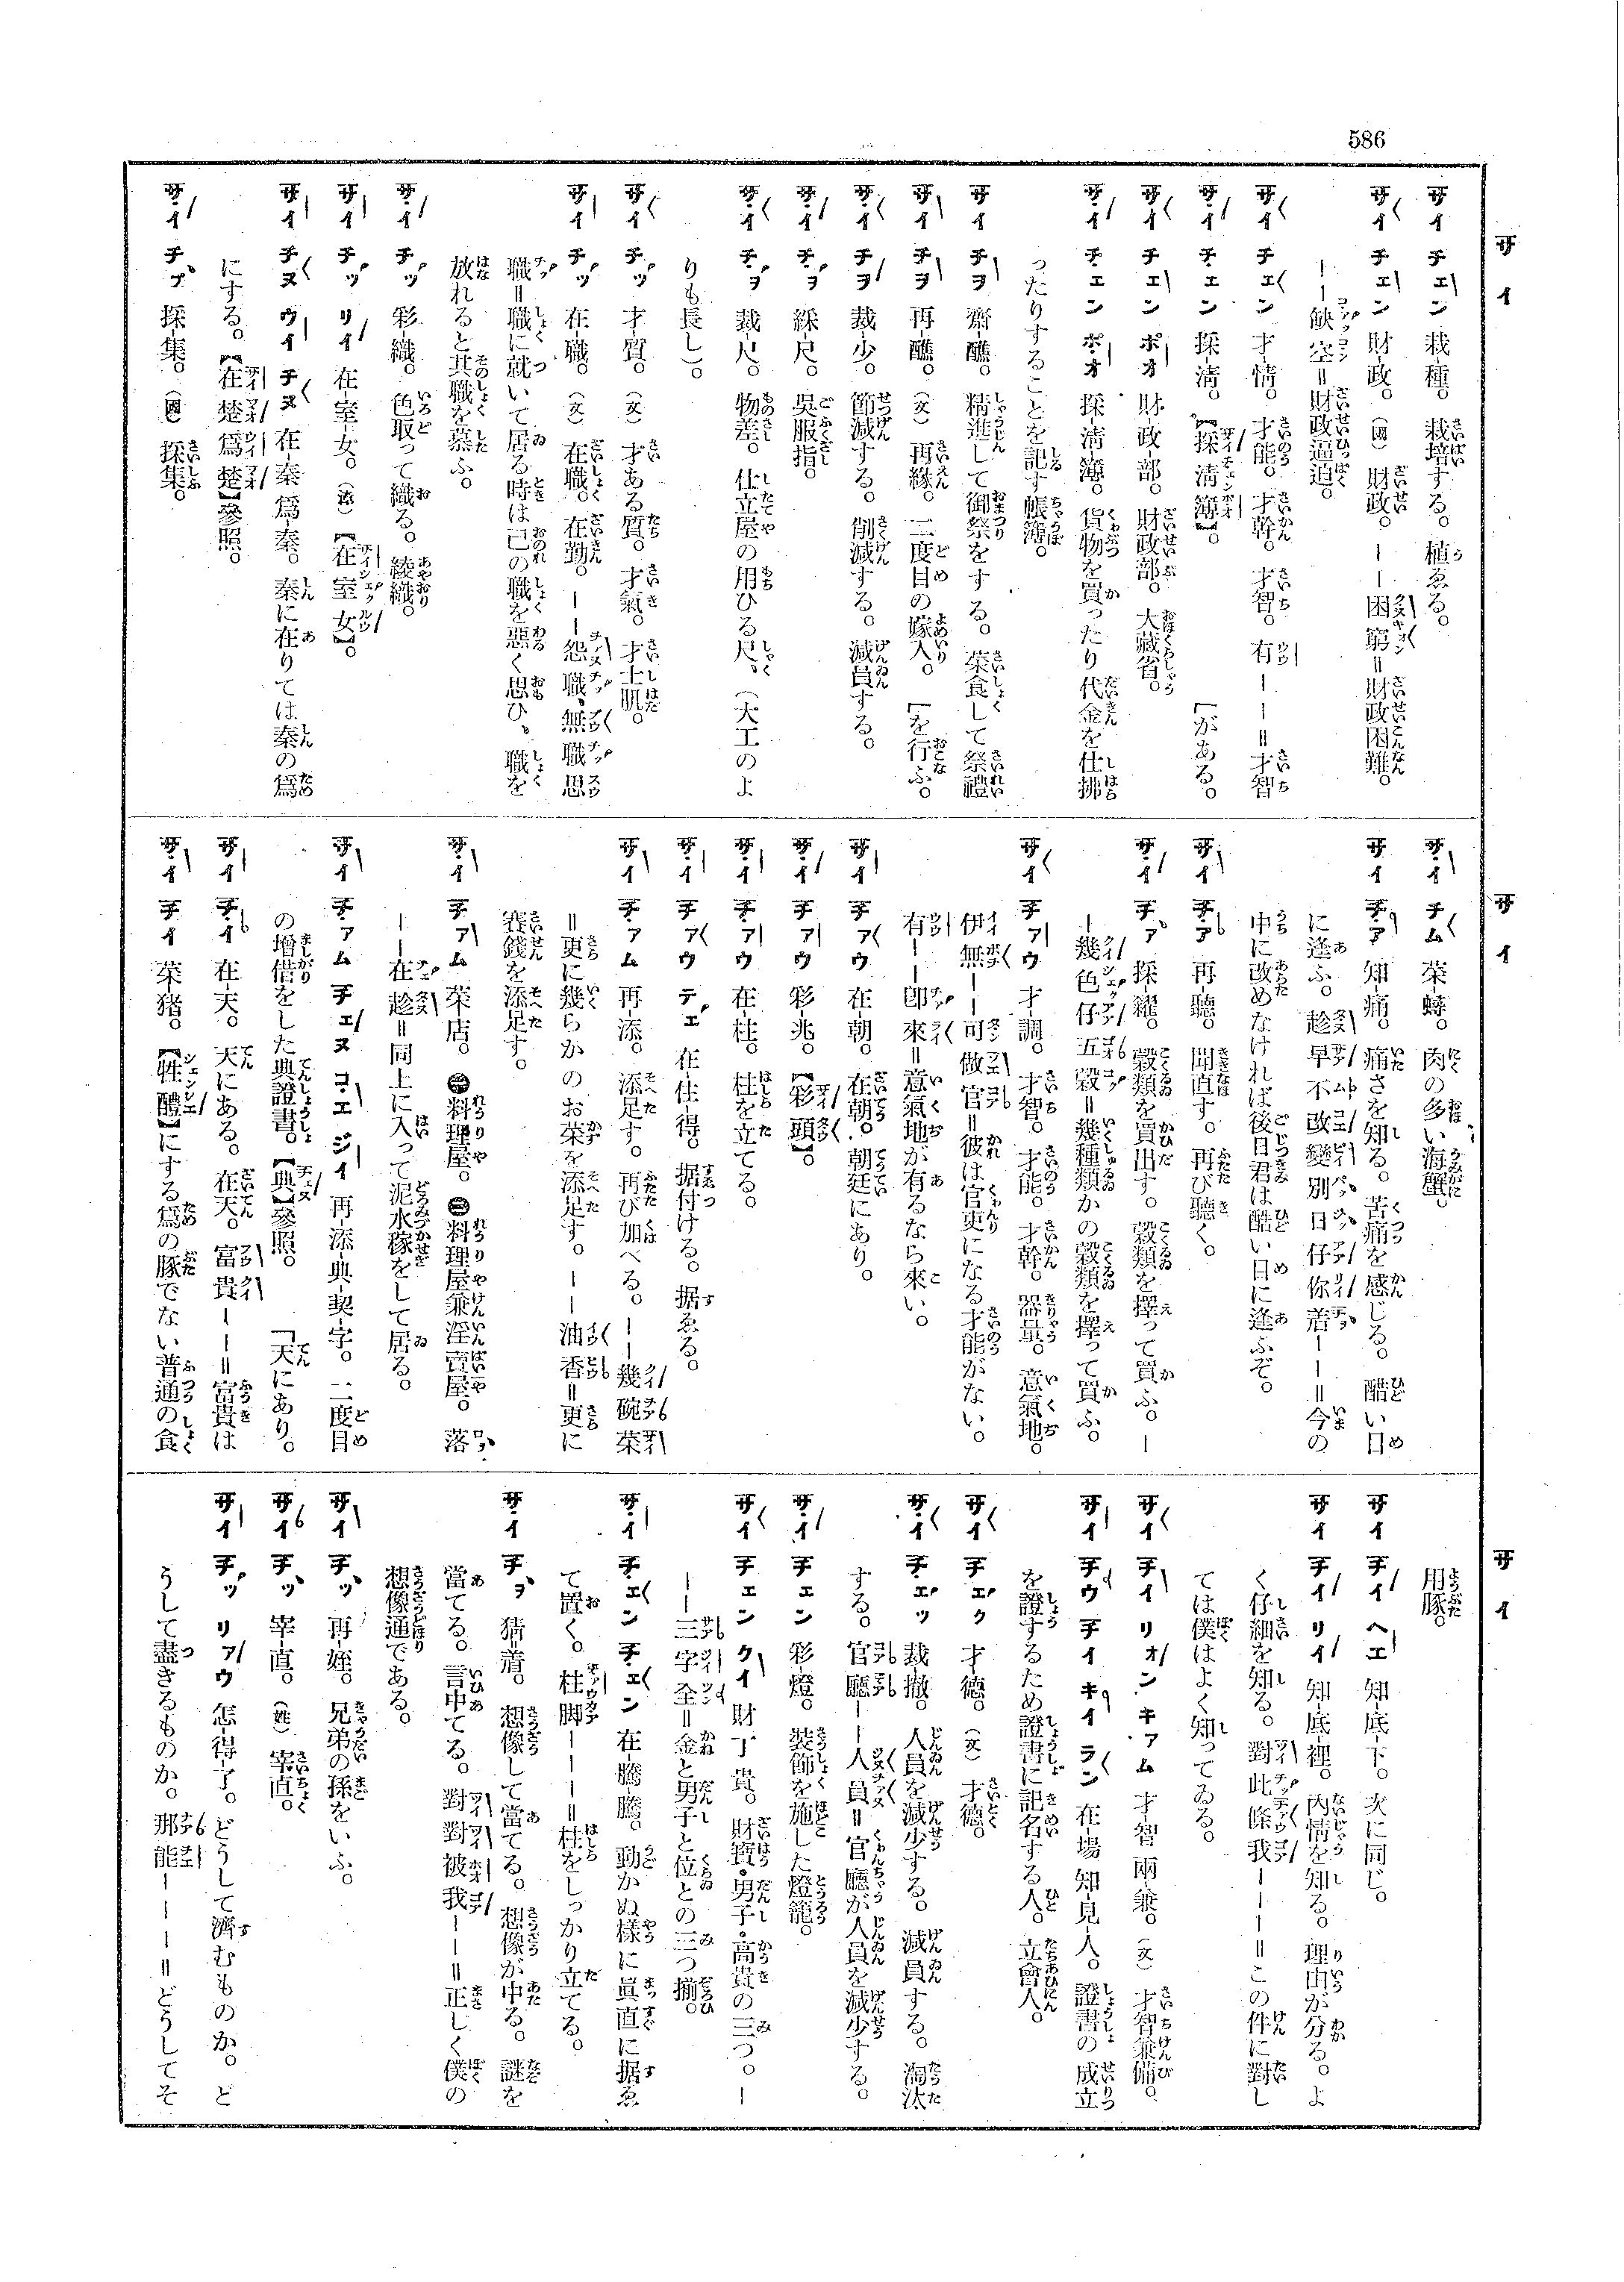 586
サイ
サイ
サイ
サイ チェン 栽-種。栽培する。植ゑる。
サイ チェン 財-政。(國)財政。――困窮=財政困難。
――缺空=財政逼迫。
サイ チェン 才-情。才能。才幹。才智。有――=才智
サイ チェン 採-淸。【採淸簿】。 [がある。
サイ チェン ポオ 財-政-部。財政部。大藏省。
サイ チェン ポオ 採-淸-簿。貨物を買ったり代金を仕拂
ったりすることを記す帳簿。
サイ チヲ 齋-醮。精進して御祭をする。菜食して祭禮
サイ チヲ 再-醮。(文)再緣。二度目の嫁入。 [を行ふ。
サイ チヲ 裁-少。節減する。削減する。減員する。
サイ チヲ 綵-尺。吳服指。
サイ チヲ 裁-尺。物差。仕立屋の用ひる尺。(大工のよ
りも長し)。
サイ チッ 才-質。(文)才ある質。才氣。才士肌。
サイ チッ 在-職。(文)在職。在勤。――怨職、無職思
職=職に就いて居る時は己の職を惡く思ひ、職を
放れると其職を慕ふ。
サイ チッ 彩-織。色取って織る。綾織。
サイ チッ リイ 在-室-女。(泉)【在室女】。
サイ チヌ ウイ チヌ 在-秦 爲-秦。秦に在りては秦の爲
にする。【在楚爲楚】參照。
サイ チプ 採-集。(國)採集。
サイ チム 菜-蟳。肉の多い海蟹。
サイ チァ 知-痛。痛さを知る。苦痛を感じる。酷い目
に逢ふ。趁早不改變別日仔你着――=今の
中に改めなければ後日君は酷い目に逢ふぞ。
サイ チァ 再-聽。聞直す。再び聽く。
サイ チァ 採-糴。穀類を買出す。穀類を擇って買ふ。―
―幾色仔五穀=幾種類かの穀類を擇って買ふ。
サイ チァウ 才-調。才智。才能。才幹。器量。意氣地。
伊無――可做官=彼は官吏になる才能がない。
有――卽來=意氣地が有るなら來い。
サイ チァウ 在-朝。在朝。朝廷にあり。
サイ チァウ 彩-兆。【彩頭】。
サイ チァウ 在-柱。柱を立てる。
サイ チァウ テェ 在-住-得。据付ける。据ゑる。
サイ チァム 再-添。添足す。再び加へる。――幾碗菜
=更に幾らかのお菜を添足す。――油香=更に
賽錢を添足す。
サイ チァム 菜-店。㊀料理屋。㊁料理屋兼淫賣屋。落
――在趁=同上に入って泥水稼をして居る。
サイ チァム チェヌ コエ ジイ 再-添-典-契-字。二度目
の增借をした典證書。【典】參照。 「天にあり。
サイ チイ 在-天。天にある。在天。富貴――=富貴は
サイ チイ 菜-猪。【牲醴】にする爲の豚でない普通の食
用豚。
サイ チイ ヘエ 知-底-下。次に同じ。
サイ チイ リイ 知-底-裡。內情を知る。理由が分る。よ
く仔細を知る。對此條我―――=この件に對し
ては僕はよく知ってゐる。
サイ チイ リオン キァム 才-智 兩-兼。(文)才智兼備。
サイ チウ チイ キイ ラン 在-場 知-見-人。證書の成立
を證するため證書に記名する人。立會人。
サイ チェク 才-德。(文)才德。
サイ チェッ 裁-撤。人員を減少する。減員する。淘汰
する。官廳――人員=官廳が人員を減少する。
サイ チェン 彩-燈。裝飾を施した燈籠。
サイ チェン クイ 財 丁 貴。財寶・男子・高貴の三つ。―
――三字全=金と男子と位との三つ揃。
サイ チェン チェン 在-騰騰。動かぬ樣に眞直に据ゑ
て置く。柱脚―――=柱をしっかり立てる。
サイ チヲ 猜-着。想像して當てる。想像が中る。謎を
當てる。言中てる。對對被我――=正しく僕の
想像通である。
サイ チッ 再-姪。兄弟の孫をいふ。
サイ チッ 宰-直。(姓)宰直。
サイ チッ リァウ 怎-得-了。どうして濟むものか。ど
うして盡きるものか。那能―――=どうしてそ